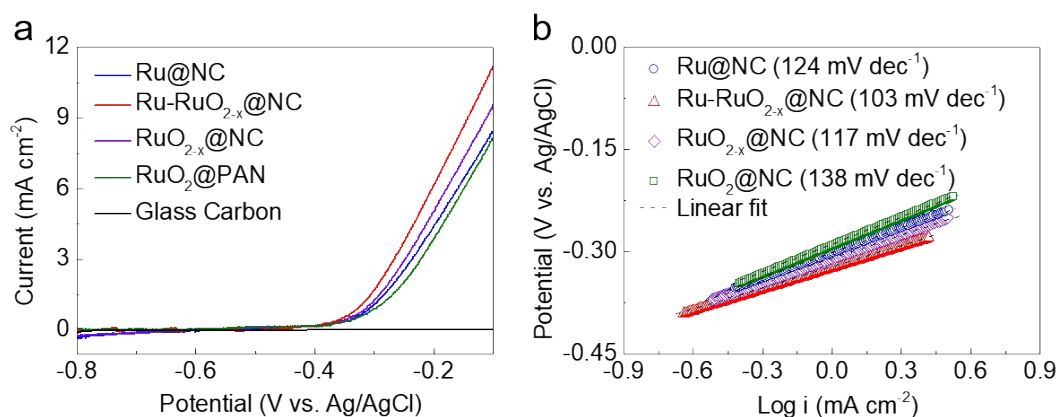 a
12
9
6
3
0
-0.8
-0.6
-0.4
-0.2
Current (mA cm⁻²)
Potential (V vs. Ag/AgCl)
Ru@NC
Ru-RuO₂₋ₓ@NC
RuO₂₋ₓ@NC
RuO₂@PAN
Glass Carbon
b
0.00
-0.15
-0.30
-0.45
-0.9
-0.6
-0.3
0.0
0.3
0.6
0.9
Potential (V vs. Ag/AgCl)
Log i (mA cm⁻²)
Ru@NC (124 mV dec⁻¹)
Ru-RuO₂₋ₓ@NC (103 mV dec⁻¹)
RuO₂₋ₓ@NC (117 mV dec⁻¹)
RuO₂@NC (138 mV dec⁻¹)
Linear fit